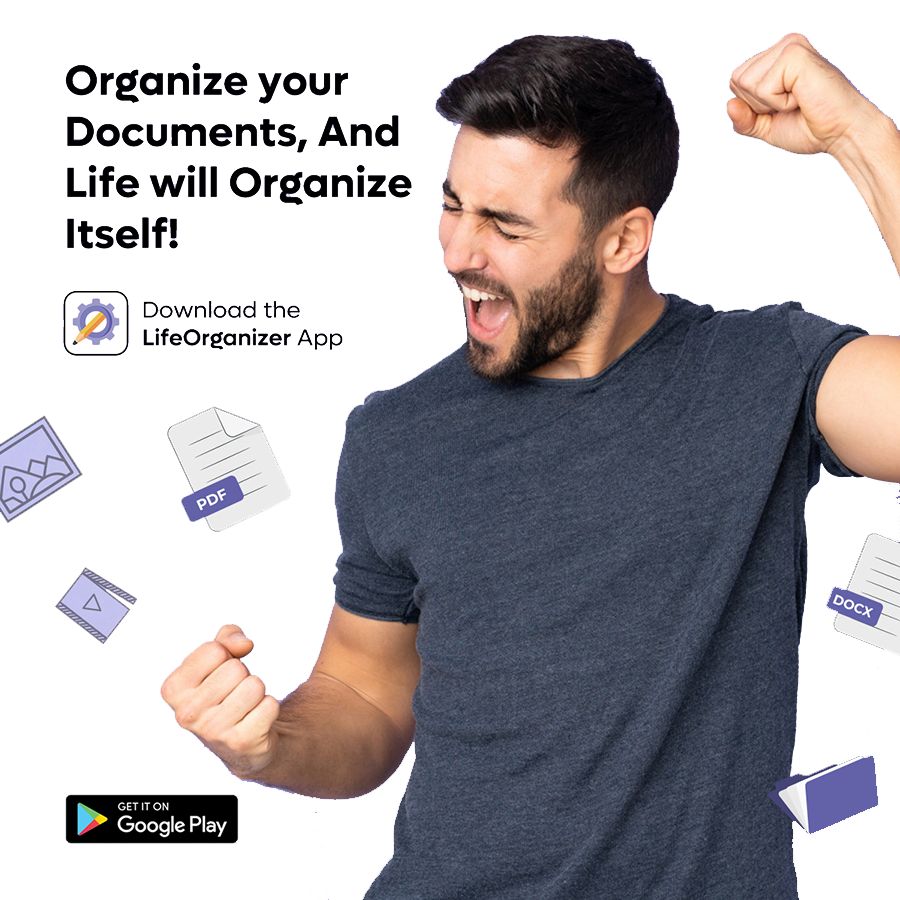 Organize your
Documents, And
Life will Organize
Itself!
Download the
LifeOrganizer App
PDF
DOCX
GET IT ON
Google Play